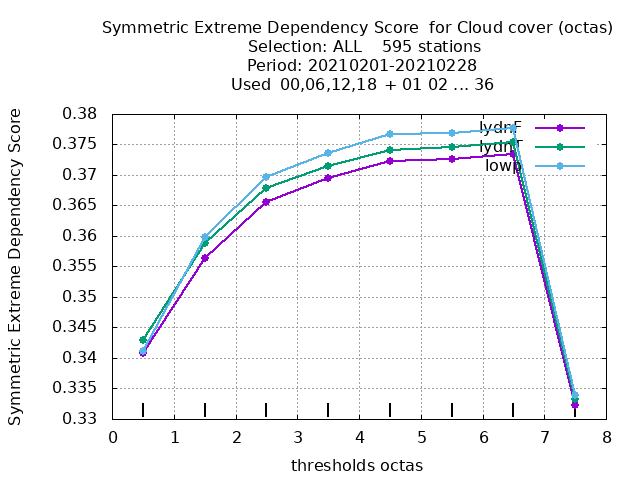 Symmetric Extreme Dependency Score for Cloud cover (octas)
Selection: ALL 595 stations
Period: 20210201-20210228
Used 00,06,12,18 + 01 02 ... 36
Symmetric Extreme Dependency Score
0.38
0.375
0.37
0.365
0.36
0.355
0.35
0.345
0.34
0.335
0.33
lowp
0 1 2 3 4 5 6 7 8
thresholds octas